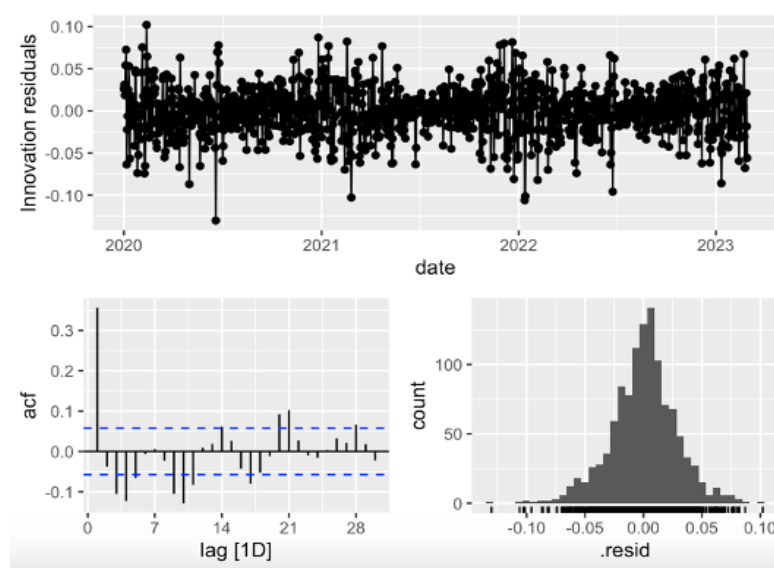 0.10
0.05
0.00
-0.05
-0.10
Innovation residuals
2020 2021 2022 2023
date
0.3
0.2
0.1
0.0
-0.1
acf
0 7 14 21 28
lag [1D]
100
50
0
count
-0.10 -0.05 0.00 0.05 0.10
.resid